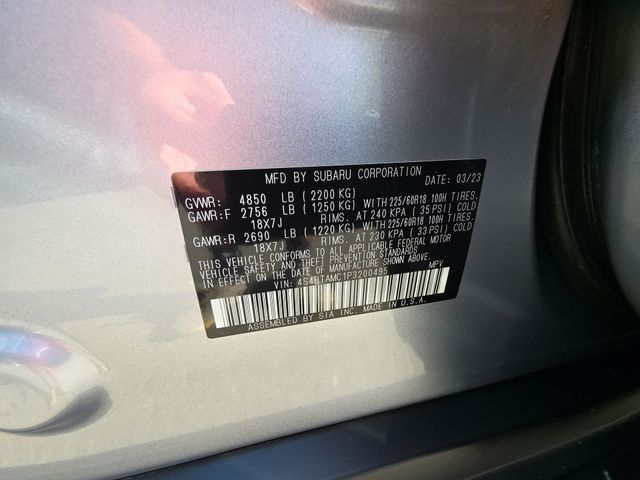 MFD BY SUBARU CORPORATION DATE: 03/23
GVWR: 4850 LB (2200 KG)
GAWR:F 2756 LB (1250 KG) WITH 225/60R18 100H TIRES.
18X7J RIMS. AT 240 KPA (35 PSI) COLD
GAWR:R 2690 LB (1220 KG) WITH 225/60R18 100H TIRES.
18X7J RIMS. AT 230 KPA (33 PSI) COLD
THIS VEHICLE CONFORMS TO ALL APPLICABLE FEDERAL MOTOR
VEHICLE SAFETY AND THEFT PREVENTION STANDARDS
IN EFFECT ON THE DATE OF MANUFACTURE SHOWN ABOVE.
VIN: 4S4BTAMC1P3200495 MPV
ASSEMBLED BY SIA INC. MADE IN U.S.A.